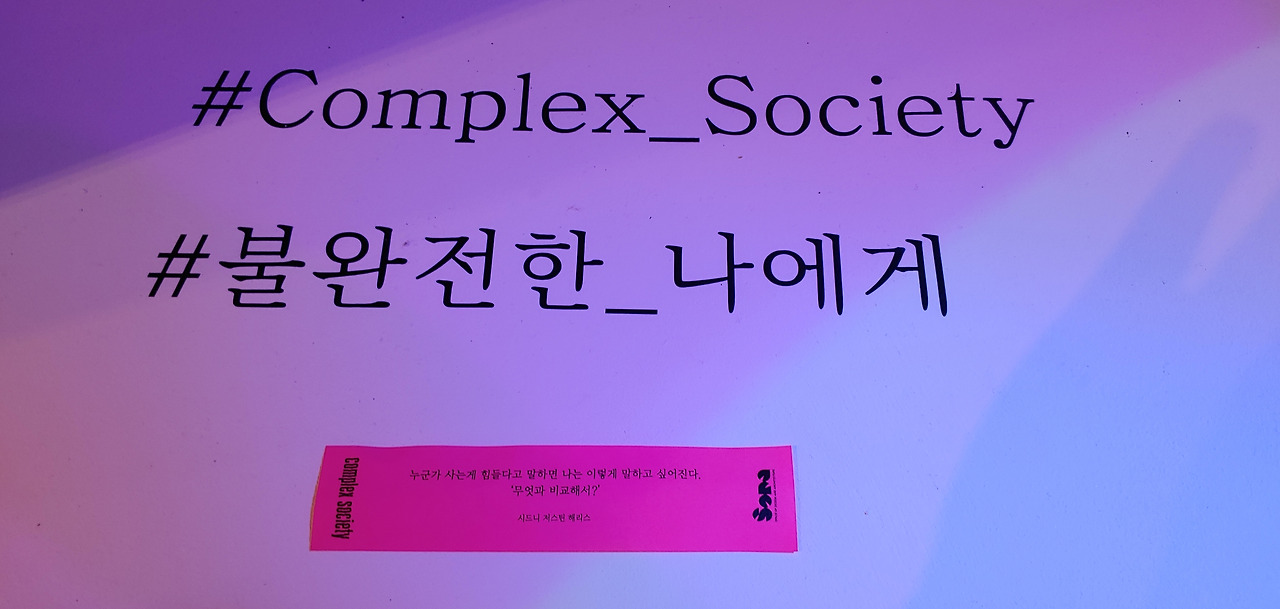 #Complex_Society
#불완전한_나에게
complex society
누군가 사는게 힘들다고 말하면 나는 이렇게 말하고 싶어진다.
'무엇과 비교해서?'
시드니 저스틴 해리스